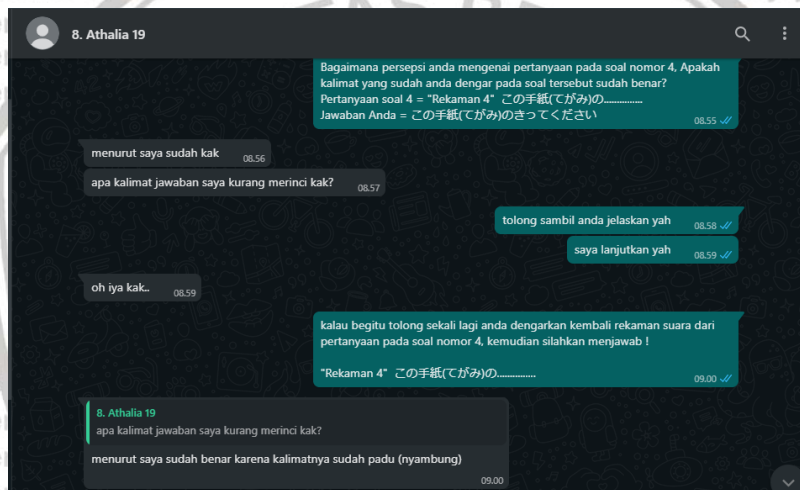 8. Athalia 19
Bagaimana persepsi anda mengenai pertanyaan pada soal nomor 4, Apakah
kalimat yang sudah anda dengar pada soal tersebut sudah benar?
Pertanyaan soal 4 = "Rekaman 4" この手紙(てがみ)の...............
Jawaban Anda = この手紙(てがみ)のきってください
08.55
menurut saya sudah kak
08.56
apa kalimat jawaban saya kurang merinci kak?
08.57
tolong sambil anda jelaskan yah
08.58
saya lanjutkan yah
08.59
oh iya kak..
08.59
kalau begitu tolong sekali lagi anda dengarkan kembali rekaman suara dari
pertanyaan pada soal nomor 4, kemudian silahkan menjawab !
"Rekaman 4" この手紙(てがみ)の...............
09.00
8. Athalia 19
apa kalimat jawaban saya kurang merinci kak?
menurut saya sudah benar karena kalimatnya sudah padu (nyambung)
09.00